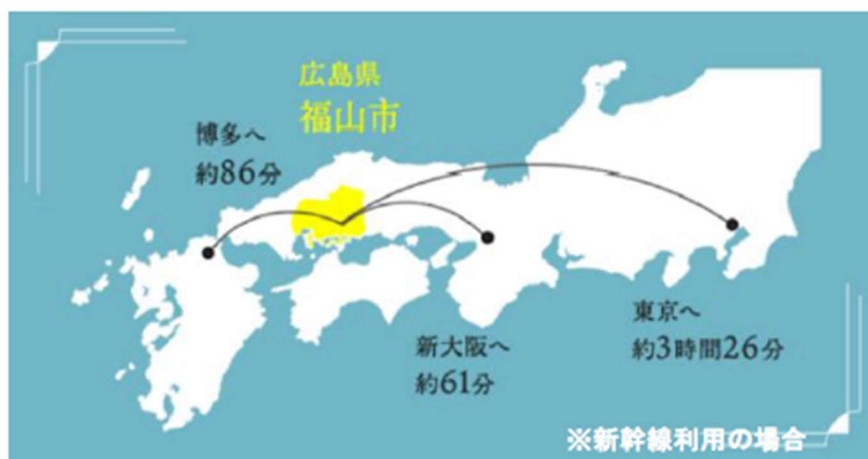 広島県
福山市
博多へ
約86分
新大阪へ
約61分
東京へ
約3時間26分
※新幹線利用の場合